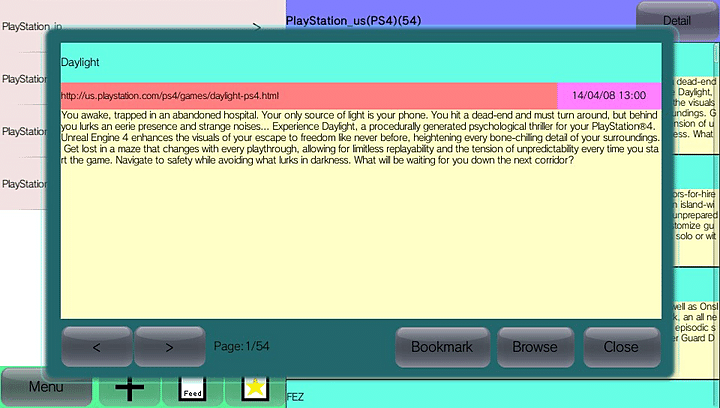 PlayStation_jp
>
PlayStation_us(PS4)(54)
Detail
PlayStation
PlayStation
PlayStation
Daylight
http://us.playstation.com/ps4/games/daylight-ps4.html
14/04/08 13:00
You awake, trapped in an abandoned hospital. Your only source of light is your phone. You hit a dead-end and must turn around, but behind
you lurks an eerie presence and strange noises... Experience Daylight, a procedurally generated psychological thriller for your PlayStation®4.
Unreal Engine 4 enhances the visuals of your escape to freedom like never before, heightening every bone-chilling detail of your surroundings.
Get lost in a maze that changes with every playthrough, allowing for limitless replayability and the tension of unpredictability every time you sta
rt the game. Navigate to safety while avoiding what lurks in darkness. What will be waiting for you down the next corridor?
dead-end
Daylight,
the visuals
undings. G
nsion of u
ess. What
ors-for-hire
n island-wi
unprepared
stomize gu
solo or wit
well as Onsl
k, an all ne
episodic s
er Guard D
<
>
Page:1/54
Bookmark
Browse
Close
Menu
+
Feed
FEZ